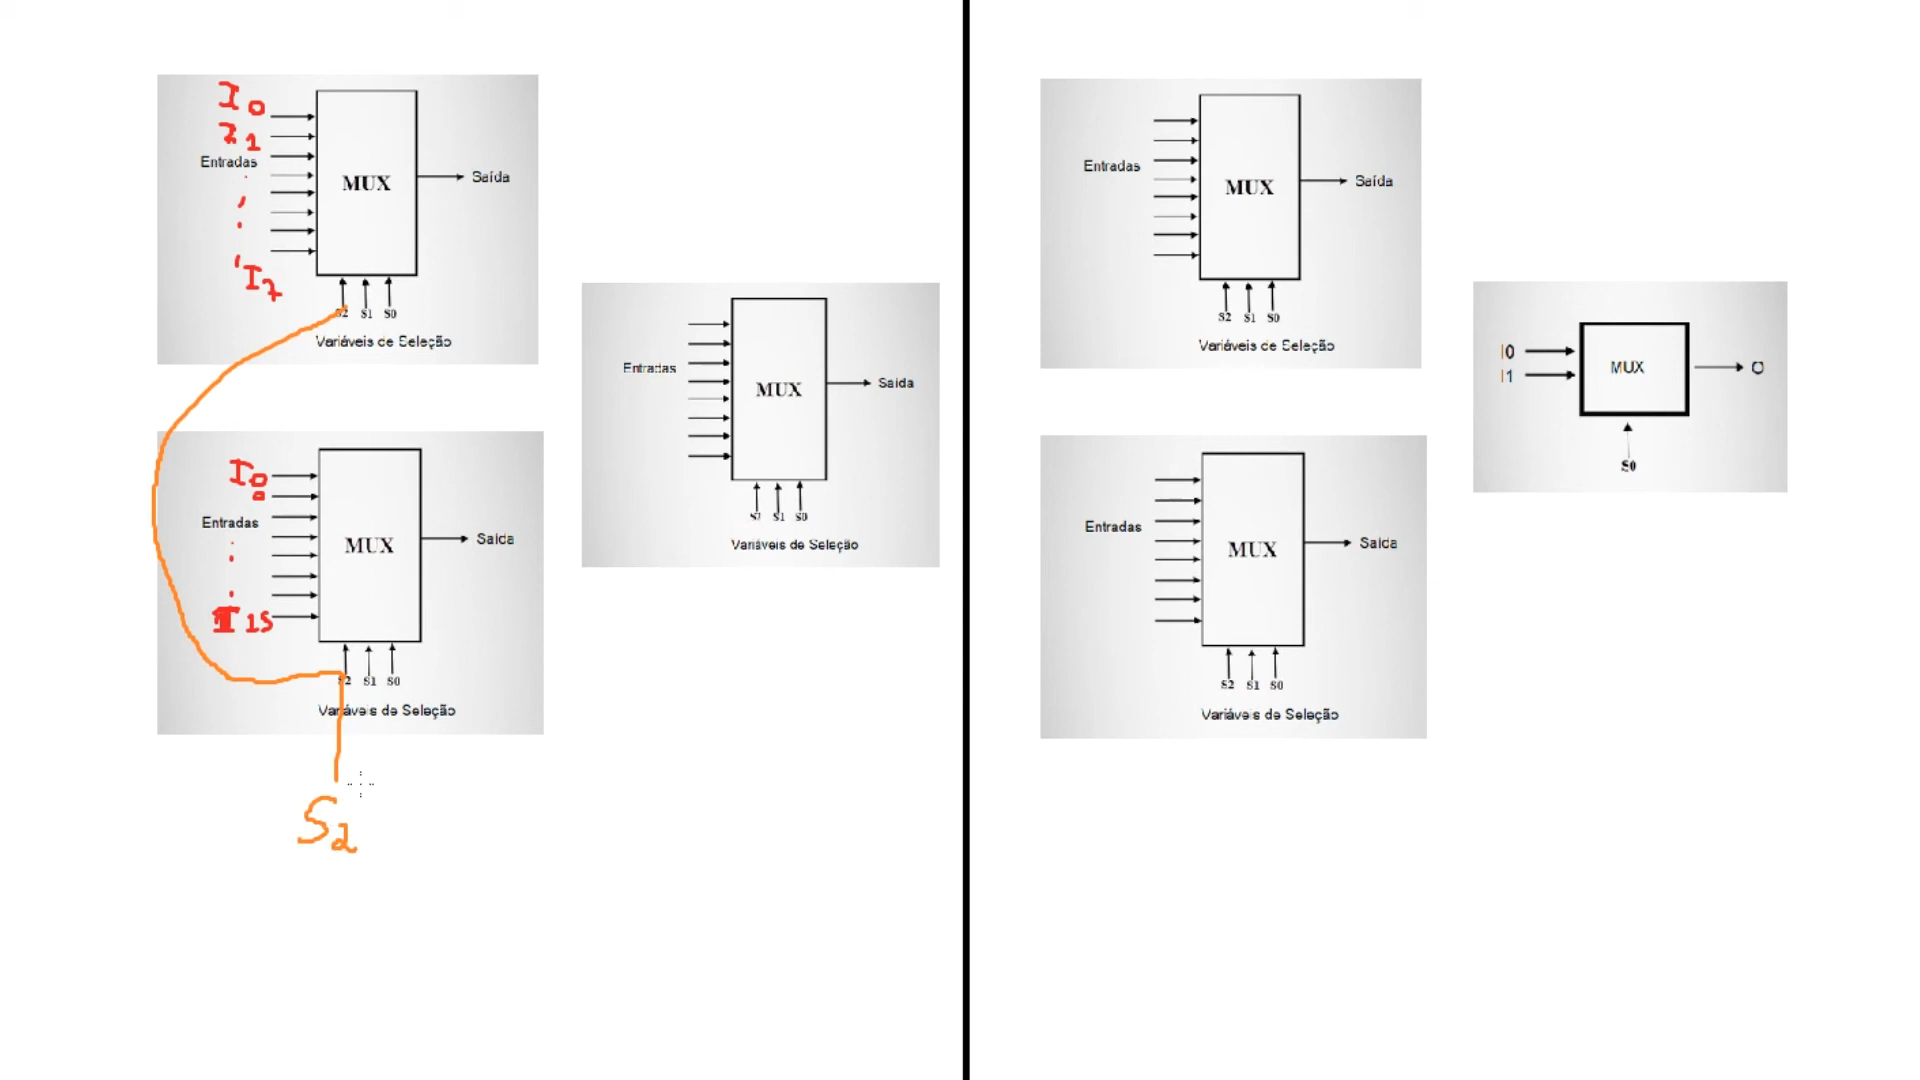 I0
I1
Entradas
MUX
Saída
I7
S2 S1 S0
Variáveis de Seleção
I8
Entradas
MUX
Saída
I15
S2 S1 S0
Variáveis de Seleção
S2
Entradas
MUX
Saída
S2 S1 S0
Variáveis de Seleção
Entradas
MUX
Saída
S2 S1 S0
Variáveis de Seleção
Entradas
MUX
Saída
S2 S1 S0
Variáveis de Seleção
I0
I1
MUX
O
S0